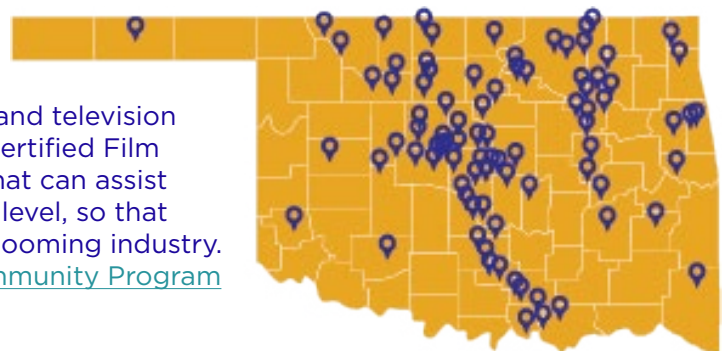 and television
ertified Film
hat can assist
level, so that
ooming industry.
mmunity Program